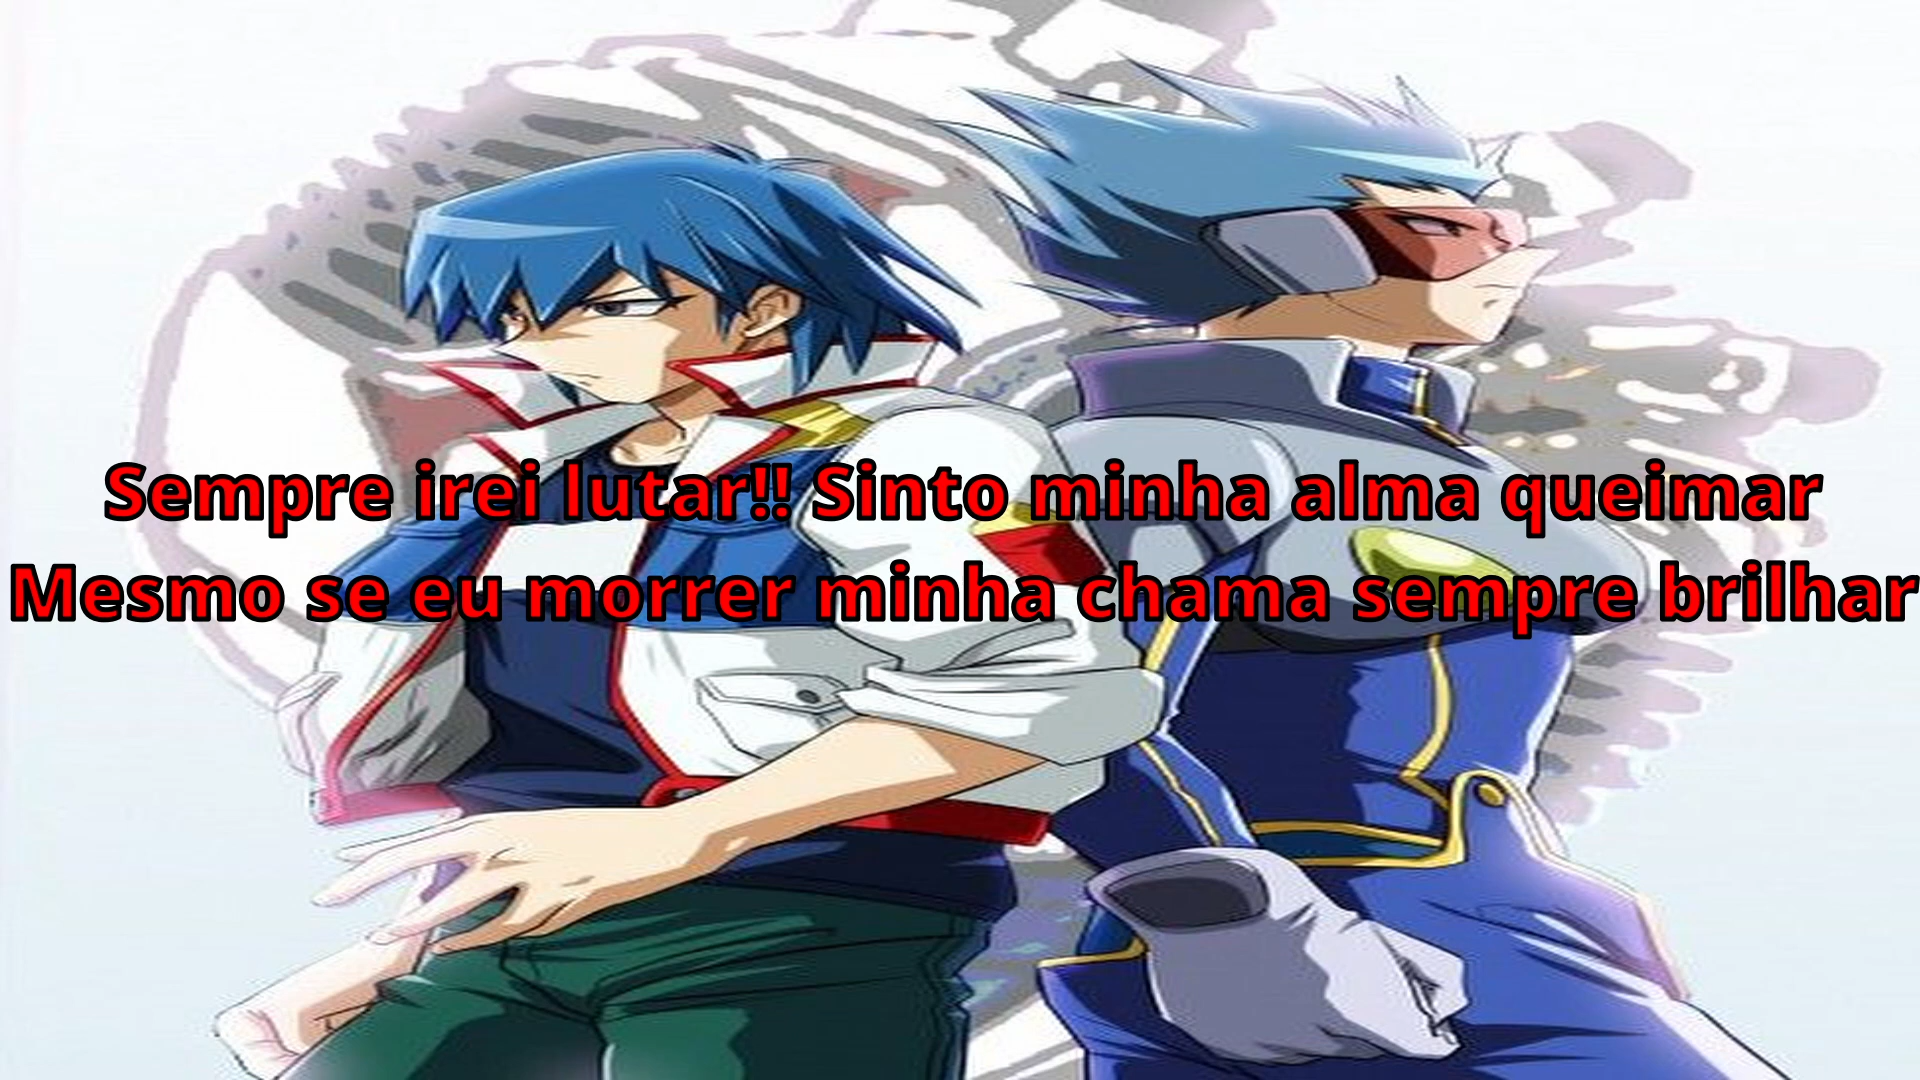 Sempre irei lutar!! Sinto minha alma queimar
Mesmo se eu morrer minha chama sempre brilhar